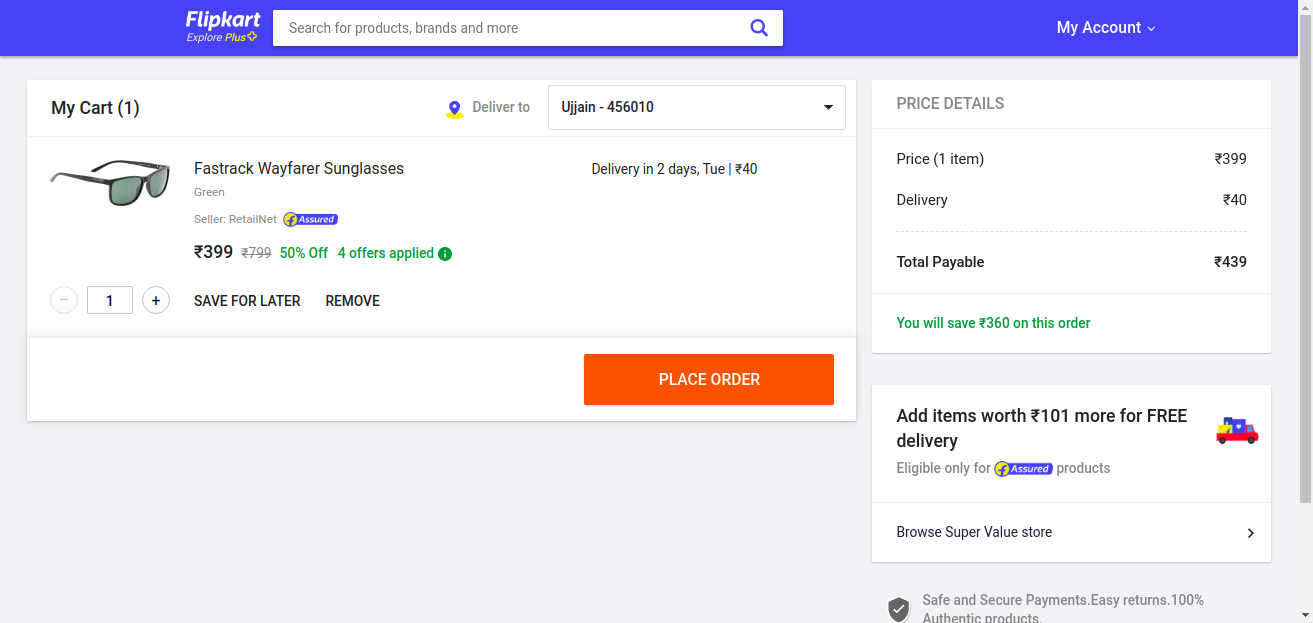 Flipkart
Explore Plus
Search for products, brands and more
My Account
My Cart (1)
Deliver to
Ujjain - 456010
Fastrack Wayfarer Sunglasses
Delivery in 2 days, Tue | ₹40
Green
Seller: RetailNet f Assured
₹399 ₹799 50% Off 4 offers applied i
− 1 + SAVE FOR LATER REMOVE
PLACE ORDER
PRICE DETAILS
Price (1 item) ₹399
Delivery ₹40
Total Payable ₹439
You will save ₹360 on this order
Add items worth ₹101 more for FREE
delivery
Eligible only for f Assured products
Browse Super Value store
Safe and Secure Payments.Easy returns.100%
Authentic products.